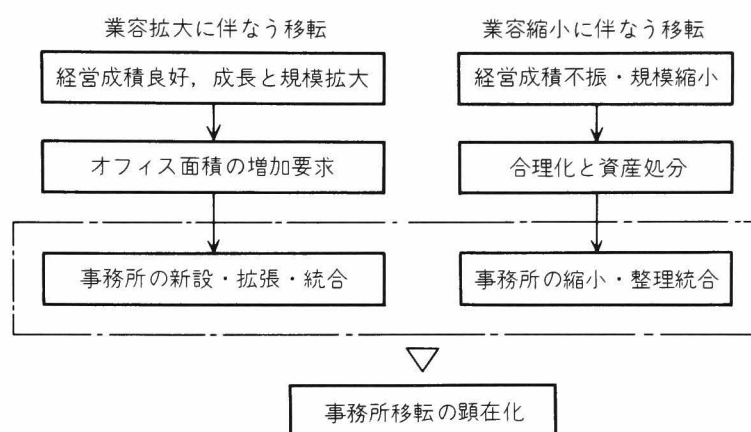 業容拡大に伴なう移転
経営成積良好，成長と規模拡大
オフィス面積の増加要求
事務所の新設・拡張・統合
業容縮小に伴なう移転
経営成積不振・規模縮小
合理化と資産処分
事務所の縮小・整理統合
事務所移転の顕在化